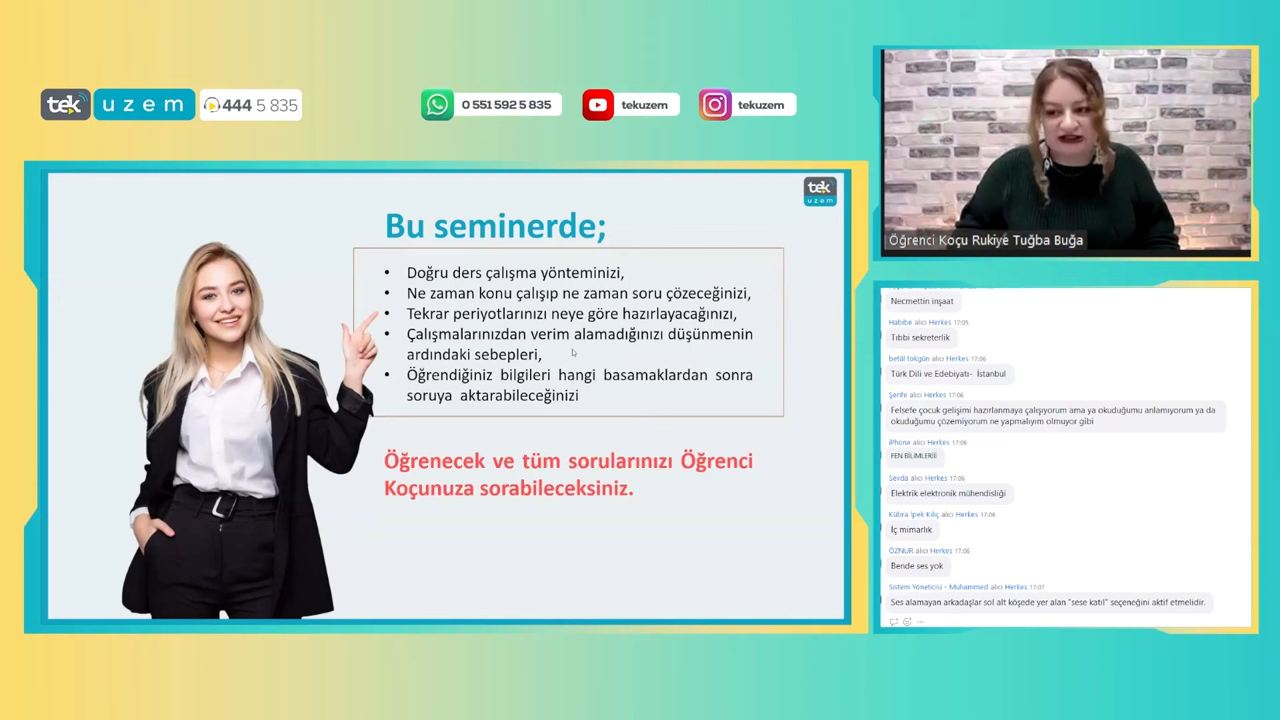 tek uzem 444 5 835
0 551 592 5 835
tekuzem
tekuzem
tek
uzem
Bu seminerde;
• Doğru ders çalışma yönteminizi,
• Ne zaman konu çalışıp ne zaman soru çözeceğinizi,
• Tekrar periyotlarınızı neye göre hazırlayacağınızı,
• Çalışmalarınızdan verim alamadığınızı düşünmenin
ardındaki sebepleri,
• Öğrendiğiniz bilgileri hangi basamaklardan sonra
soruya aktarabileceğinizi
Öğrenecek ve tüm sorularınızı Öğrenci
Koçunuza sorabileceksiniz.
Öğrenci Koçu Rukiye Tuğba Buğa
Necmettin inşaat
Habibe alıcı Herkes 17:05
Tıbbi sekreterlik
betül tokgün alıcı Herkes 17:06
Türk Dili ve Edebiyatı- İstanbul
Şerife alıcı Herkes 17:06
Felsefe çocuk gelişimi hazırlanmaya çalışıyorum ama ya okuduğumu anlamıyorum ya da
okuduğumu çözemiyorum ne yapmalıyım olmuyor gibi
iPhone alıcı Herkes 17:06
FEN BİLİMLERİİİ
Sevda alıcı Herkes 17:06
Elektrik elektronik mühendisliği
Kübra İpek Kılıç alıcı Herkes 17:06
İç mimarlık
ÖZNUR alıcı Herkes 17:06
Bende ses yok
Sistem Yöneticisi - Muhammed alıcı Herkes 17:07
Ses alamayan arkadaşlar sol alt köşede yer alan "sese katıl" seçeneğini aktif etmelidir.